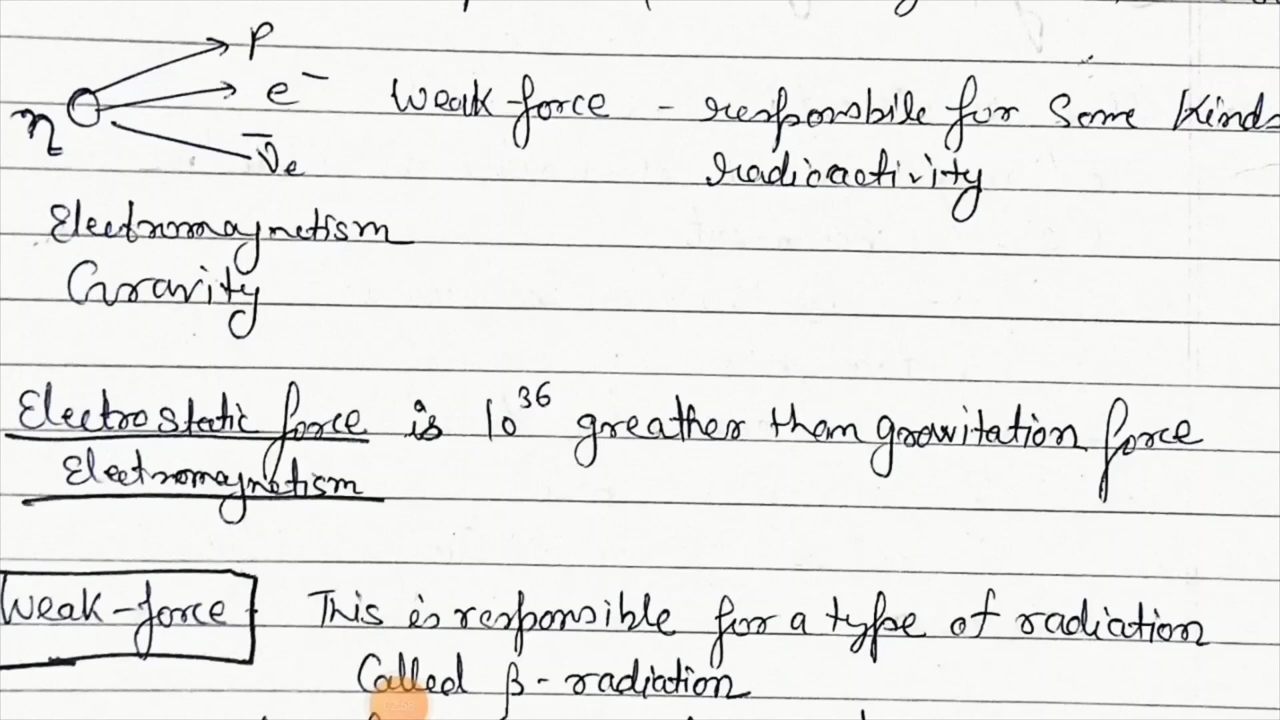 p
e⁻ Weak force - responsbile for Some Kinds
n
ν̄e radioactivity
Electromagnetism
Gravity
Electrostatic force is 10³⁶ greather than growitation force
Electromagnetism
Weak-force This is responsible for a type of radiation
Called β- radiation